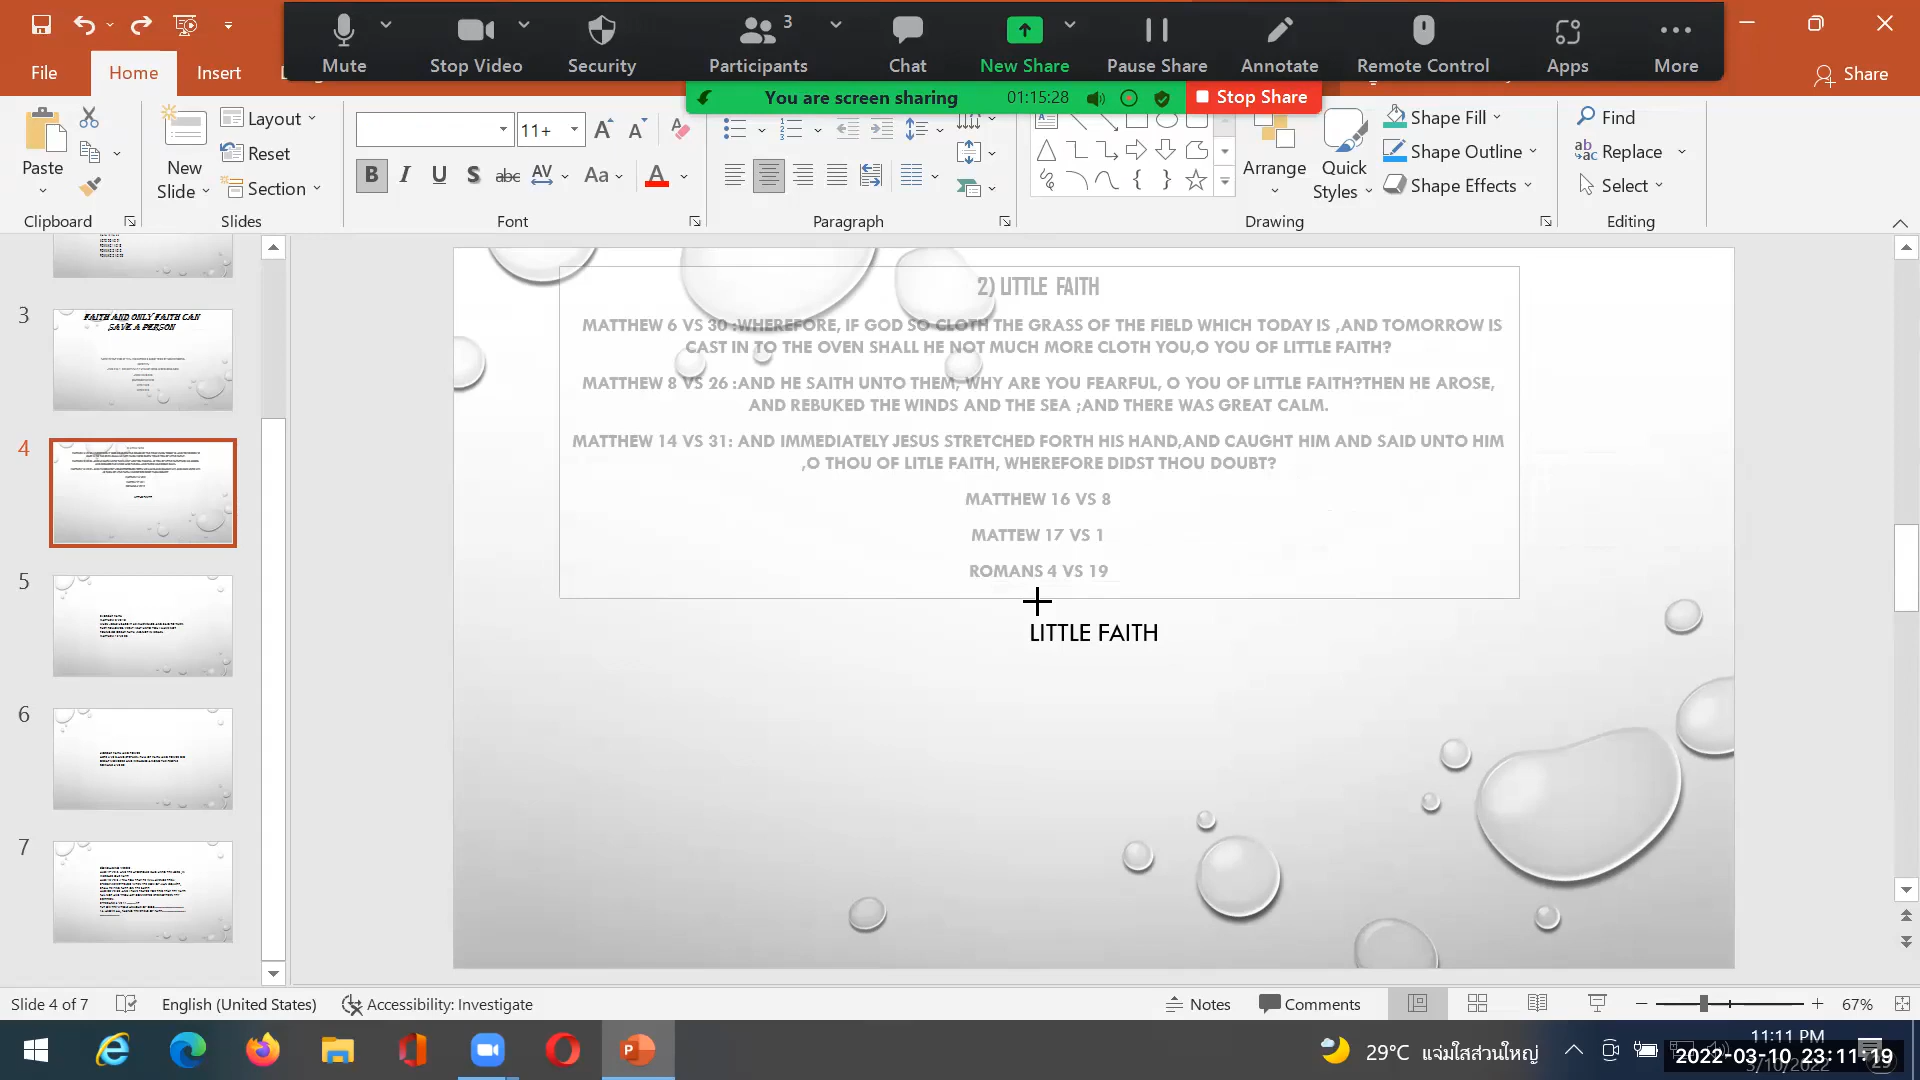 3
Mute
Stop Video
Security
Participants
Chat
New Share
Pause Share
Annotate
Remote Control
Apps
More
You are screen sharing
01:15:28
Stop Share
File
Home
Insert
Share
Paste
New
Slide
Layout
Reset
Section
11+
Shape Fill
Shape Outline
Shape Effects
Arrange
Quick
Styles
Find
Replace
Select
Clipboard
Slides
Font
Paragraph
Drawing
Editing
3
FAITH AND ONLY FAITH CAN
SAVE A PERSON
4
5
6
7
2) LITTLE FAITH
MATTHEW 6 VS 30 :WHEREFORE, IF GOD SO CLOTH THE GRASS OF THE FIELD WHICH TODAY IS ,AND TOMORROW IS
CAST IN TO THE OVEN SHALL HE NOT MUCH MORE CLOTH YOU,O YOU OF LITTLE FAITH?
MATTHEW 8 VS 26 :AND HE SAITH UNTO THEM, WHY ARE YOU FEARFUL, O YOU OF LITTLE FAITH?THEN HE AROSE,
AND REBUKED THE WINDS AND THE SEA ;AND THERE WAS GREAT CALM.
MATTHEW 14 VS 31: AND IMMEDIATELY JESUS STRETCHED FORTH HIS HAND,AND CAUGHT HIM AND SAID UNTO HIM
,O THOU OF LITLE FAITH, WHEREFORE DIDST THOU DOUBT?
MATTHEW 16 VS 8
MATTEW 17 VS 1
ROMANS 4 VS 19
LITTLE FAITH
Slide 4 of 7
English (United States)
Accessibility: Investigate
Notes
Comments
67%
29°C แจ่มใสส่วนใหญ่
11:11 PM
2022-03-10 23:11:19